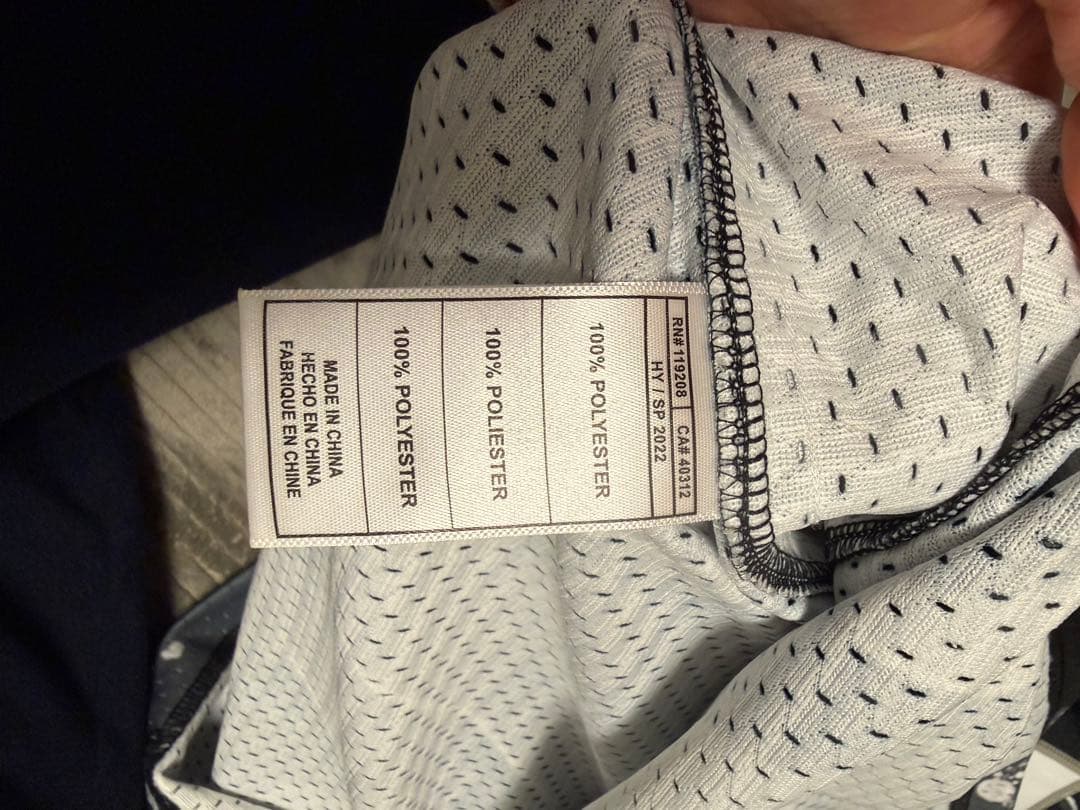 RN# 119208 CA# 40312
HY / SP 2022
100% POLYESTER
100% POLIESTER
100% POLYESTER
MADE IN CHINA
HECHO EN CHINA
FABRIQUE EN CHINE